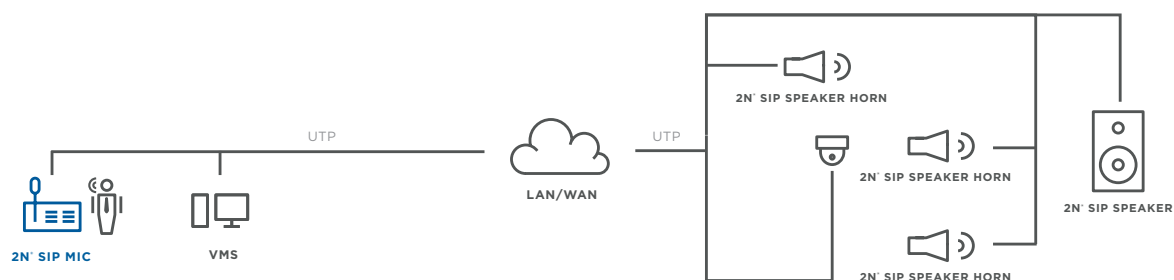 UTP
UTP
2N° SIP SPEAKER HORN
2N° SIP SPEAKER HORN
LAN/WAN
2N° SIP SPEAKER
2N° SIP MIC
VMS
2N° SIP SPEAKER HORN